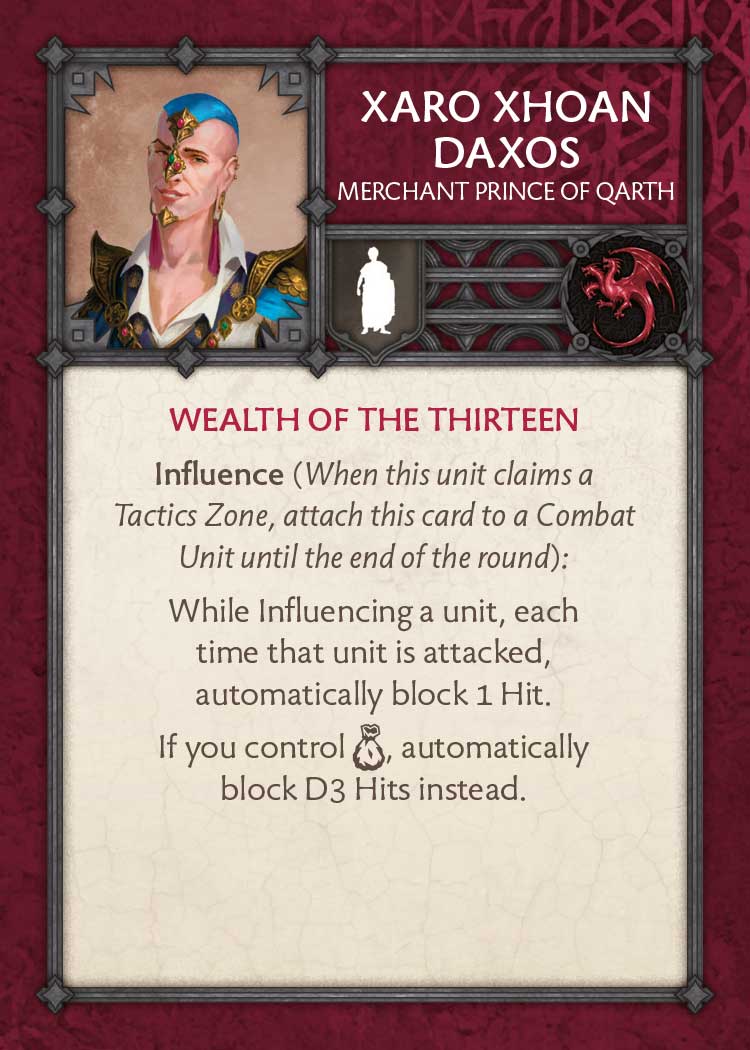 XARO XHOAN
DAXOS
MERCHANT PRINCE OF QARTH
WEALTH OF THE THIRTEEN
Influence (When this unit claims a
Tactics Zone, attach this card to a Combat
Unit until the end of the round):
While Influencing a unit, each
time that unit is attacked,
automatically block 1 Hit.
If you control , automatically
block D3 Hits instead.